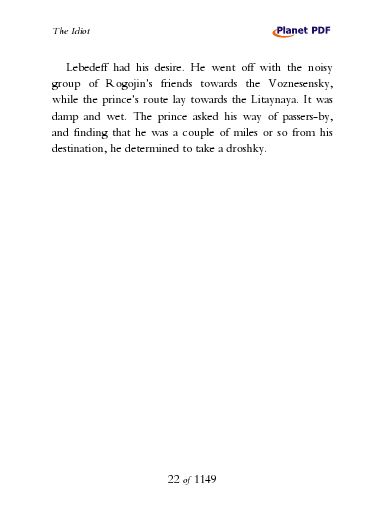 The Idiot
Planet PDF
Lebedeff had his desire. He went off with the noisy
group of Rogojin's friends towards the Voznesensky,
while the prince's route lay towards the Litaynaya. It was
damp and wet. The prince asked his way of passers-by,
and finding that he was a couple of miles or so from his
destination, he determined to take a droshky.
22 of 1149